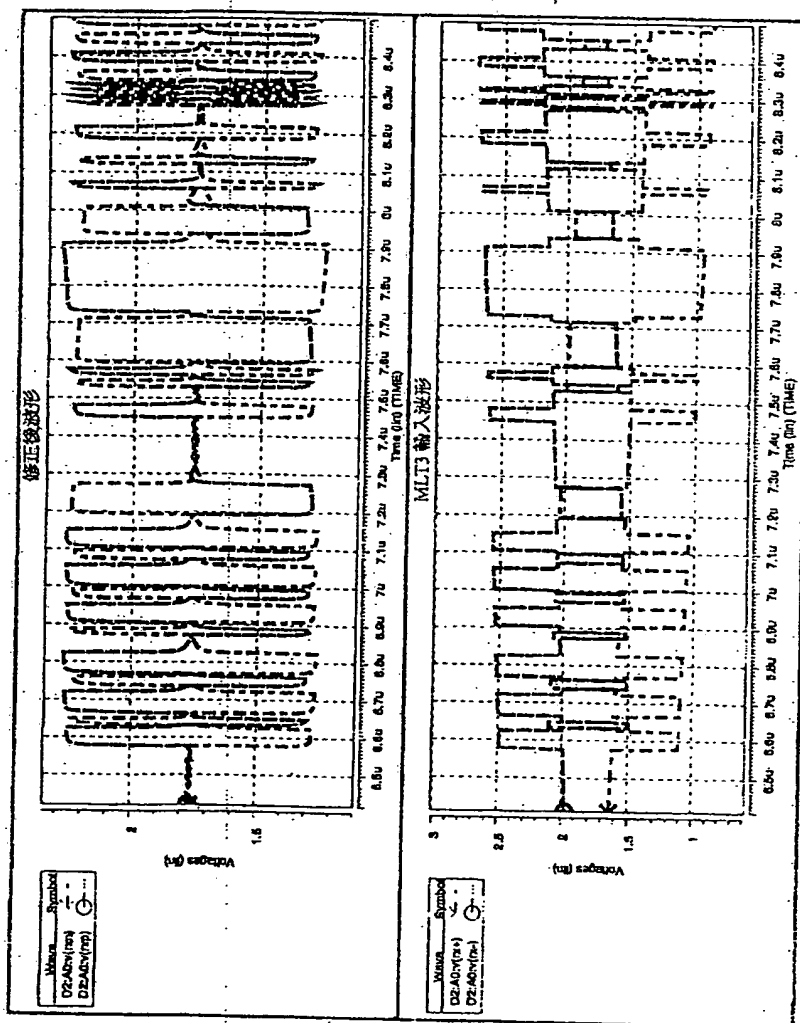 修正後波形
Wave Symbol
D2:A0:v(rxn)
D2:A0:v(rxp)
Voltages (lin)
2
1.5
6.5u 6.6u 6.7u 6.8u 6.9u 7u 7.1u 7.2u 7.3u 7.4u 7.5u 7.6u 7.7u 7.8u 7.9u 8u 8.1u 8.2u 8.3u 8.4u
Time (lin) (TIME)
MLT3 輸入波形
Wave Symbol
D2:A0:v(rx+)
D2:A0:v(rx-)
Voltages (lin)
3
2.5
2
1.5
1
6.5u 6.6u 6.7u 6.8u 6.9u 7u 7.1u 7.2u 7.3u 7.4u 7.5u 7.6u 7.7u 7.8u 7.9u 8u 8.1u 8.2u 8.3u 8.4u
Time (lin) (TIME)